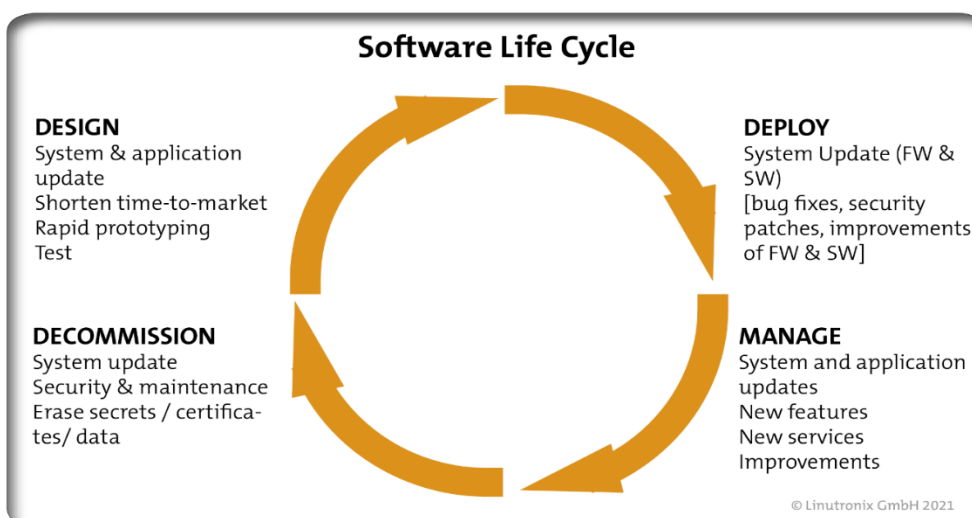 Software Life Cycle
DESIGN
System & application
update
Shorten time-to-market
Rapid prototyping
Test
DEPLOY
System Update (FW &
SW)
[bug fixes, security
patches, improvements
of FW & SW]
DECOMMISSION
System update
Security & maintenance
Erase secrets / certifica-
tes/ data
MANAGE
System and application
updates
New features
New services
Improvements
© Linutronix GmbH 2021